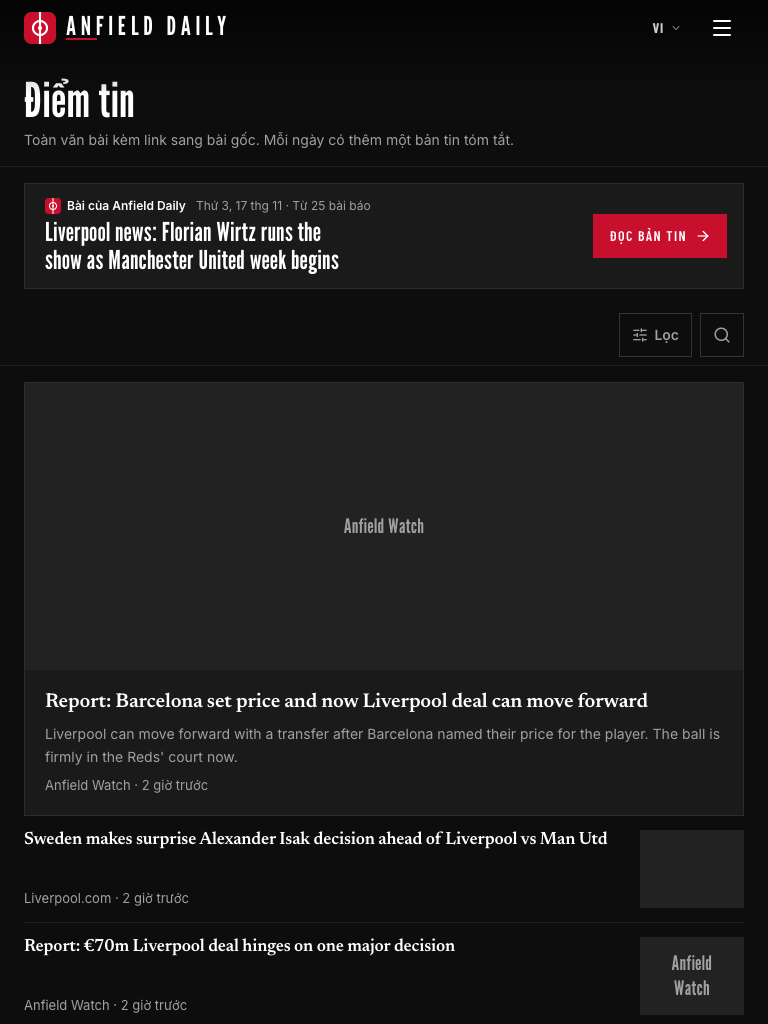 ANFIELD DAILY
VI
Điểm tin
Toàn văn bài kèm link sang bài gốc. Mỗi ngày có thêm một bản tin tóm tắt.
Bài của Anfield Daily Thứ 3, 17 thg 11 · Từ 25 bài báo
Liverpool news: Florian Wirtz runs the
show as Manchester United week begins
ĐỌC BẢN TIN
Lọc
Anfield Watch
Report: Barcelona set price and now Liverpool deal can move forward
Liverpool can move forward with a transfer after Barcelona named their price for the player. The ball is
firmly in the Reds' court now.
Anfield Watch · 2 giờ trước
Sweden makes surprise Alexander Isak decision ahead of Liverpool vs Man Utd
Liverpool.com · 2 giờ trước
Report: €70m Liverpool deal hinges on one major decision
Anfield Watch · 2 giờ trước
Anfield
Watch